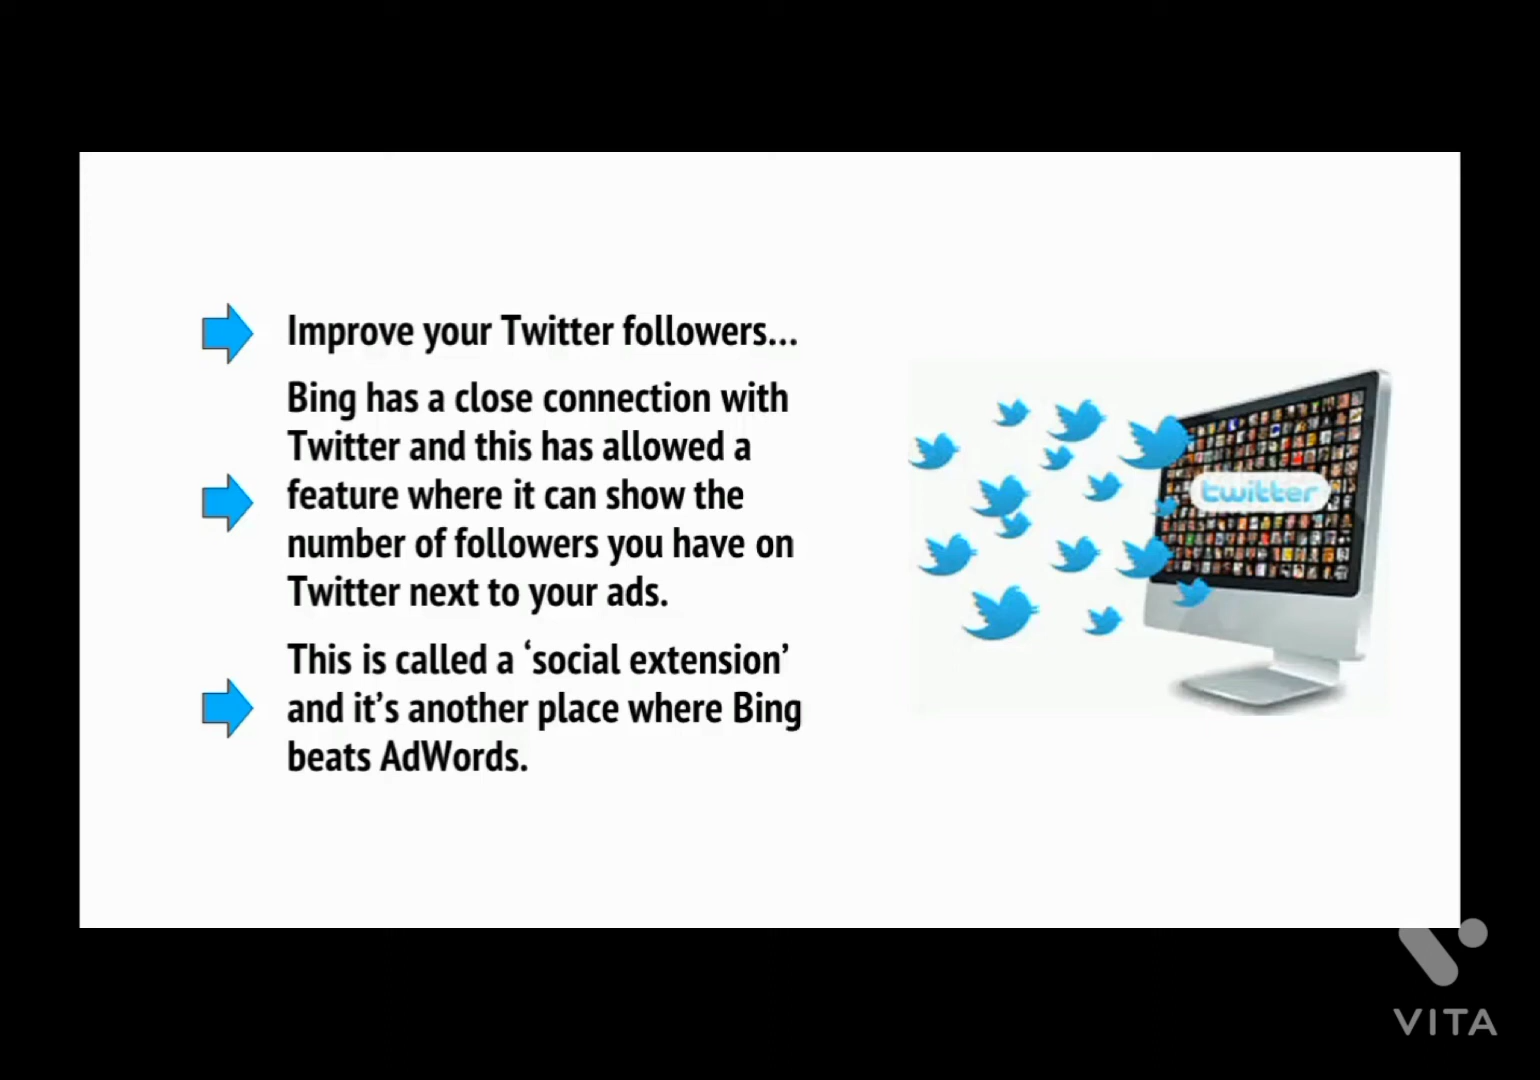 Improve your Twitter followers...
Bing has a close connection with
Twitter and this has allowed a
feature where it can show the
number of followers you have on
Twitter next to your ads.
This is called a ‘social extension’
and it’s another place where Bing
beats AdWords.
twitter
VITA